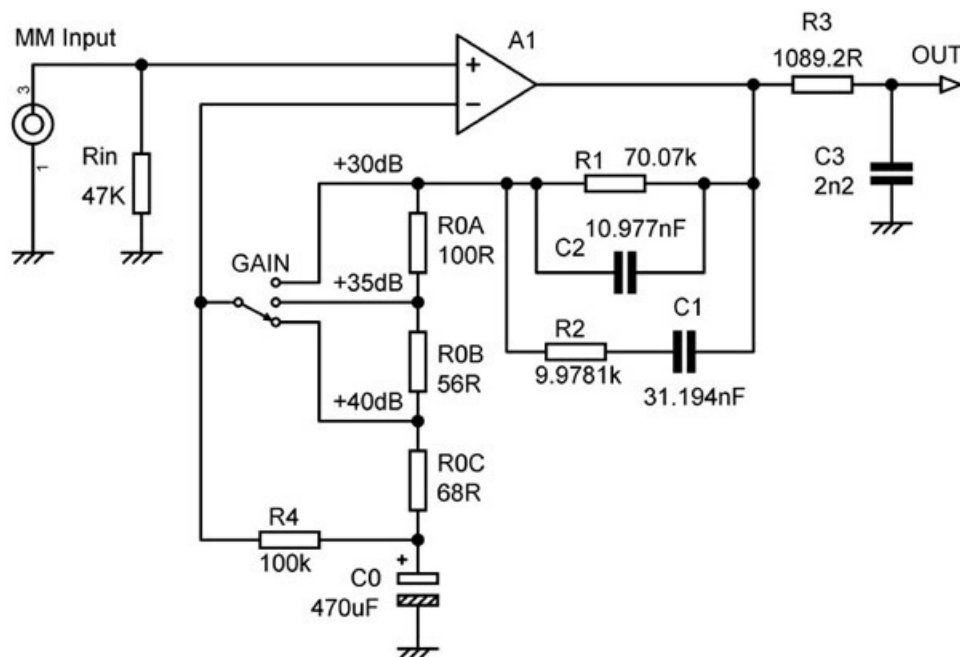 MM Input
3
1
Rin
47K
A1
+
−
R3
1089.2R
OUT
C3
2n2
+30dB
R1
70.07k
R0A
100R
10.977nF
C2
GAIN
+35dB
R2
9.9781k
C1
31.194nF
R0B
56R
+40dB
R0C
68R
R4
100k
+
C0
470uF